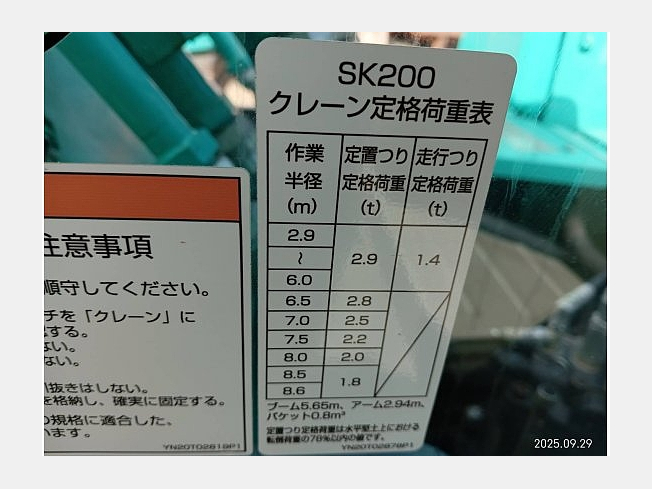 SK200
クレーン定格荷重表
作業 定置つり 走行つり
半径 定格荷重 定格荷重
(m) (t) (t)
2.9
~ 2.9 1.4
6.0
6.5 2.8
7.0 2.5
7.5 2.2
8.0 2.0
8.5
1.8
8.6
ブーム5.65m、アーム2.94m、
バケット0.8m³
定置つり定格荷重は水平堅土上における
転倒荷重の78%以内の値です。
YN20T02878P1
注意事項
順守してください。
チを「クレーン」に
する。
ない。
ない。
抜きはしない。
を格納し、確実に固定する。
の規格に適合した。
います。
YN20T02819P1
2025.09.29